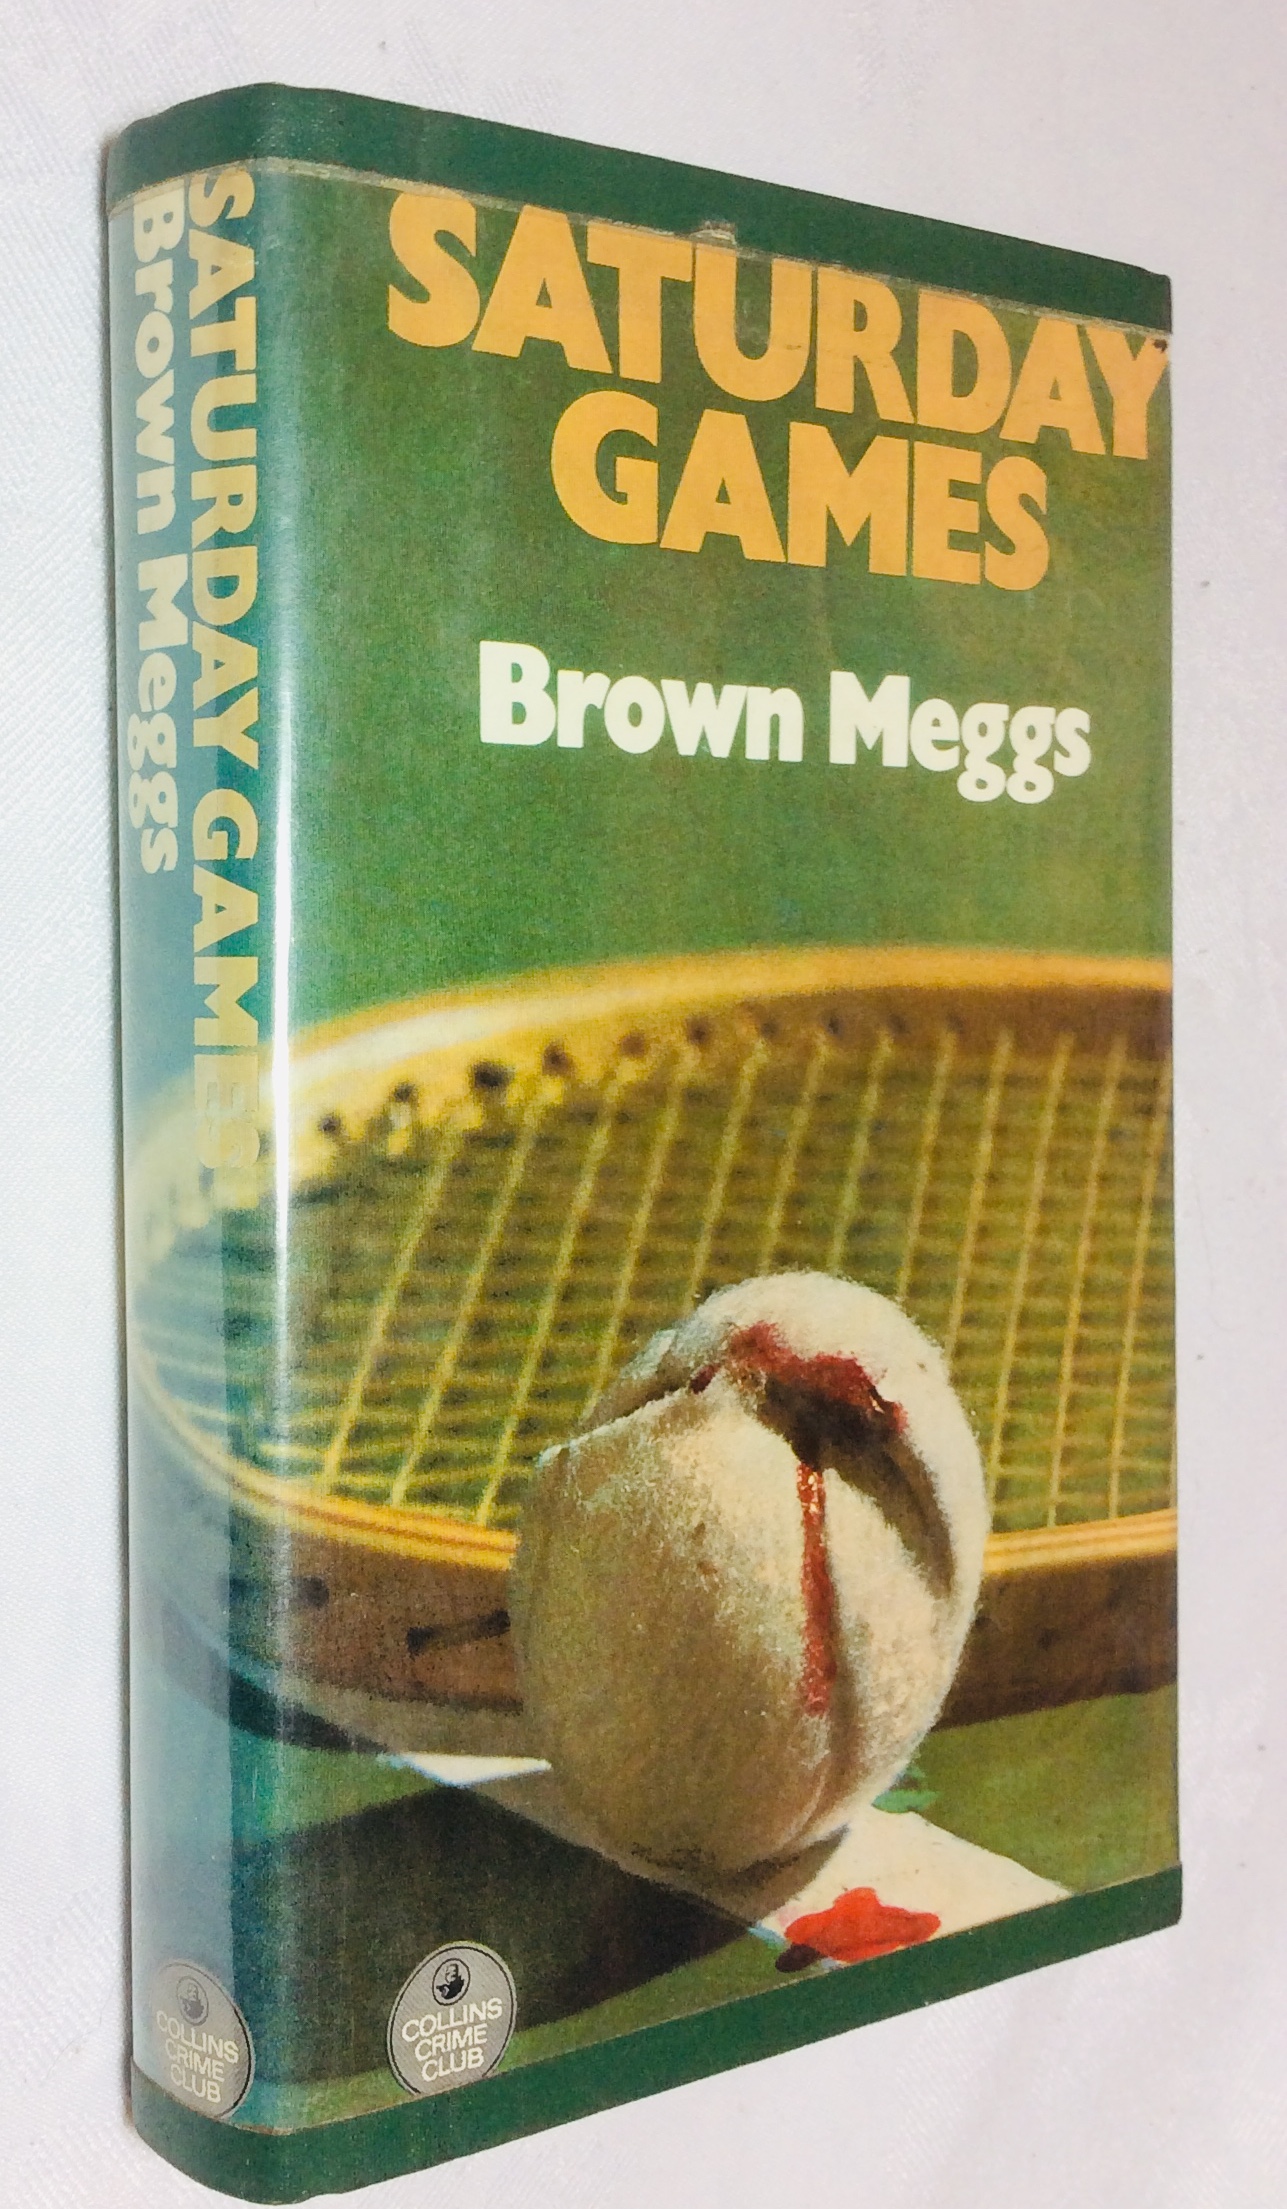 SATURDAY GAMES
Brown Meggs
COLLINS
CRIME
CLUB
SATURDAY
GAMES
Brown Meggs
COLLINS
CRIME
CLUB